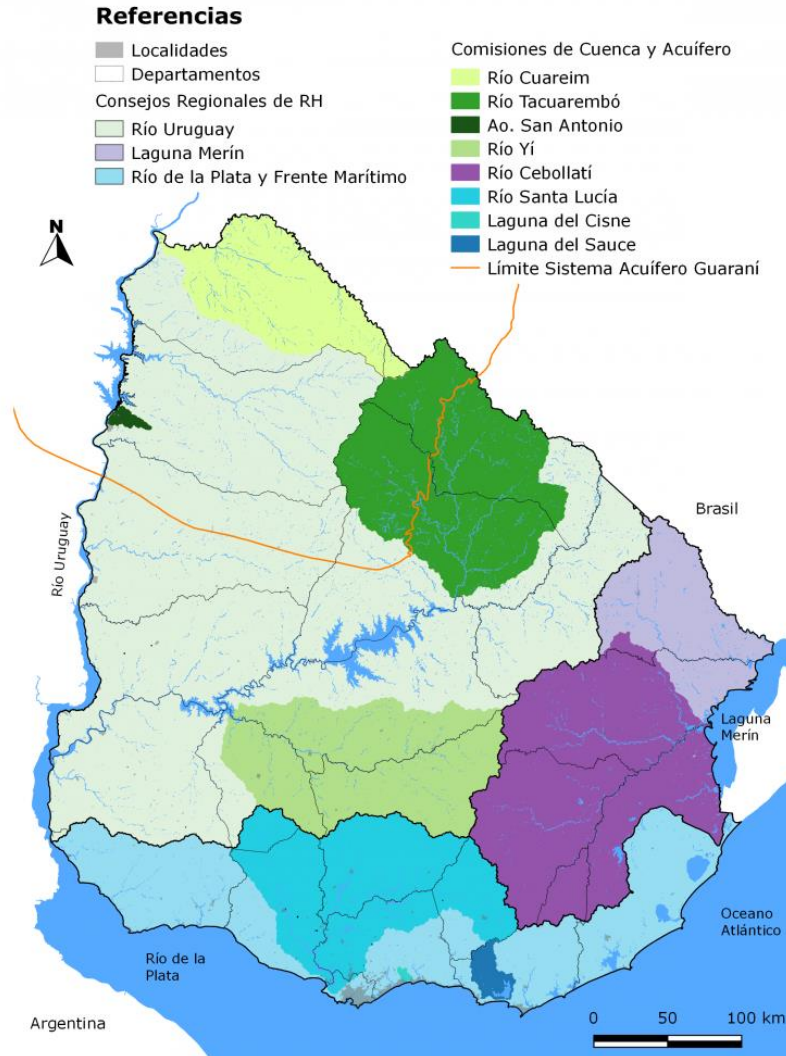 Referencias
Localidades
Departamentos
Consejos Regionales de RH
Río Uruguay
Laguna Merín
Río de la Plata y Frente Marítimo
Comisiones de Cuenca y Acuífero
Río Cuareim
Río Tacuarembó
Ao. San Antonio
Río Yí
Río Cebollatí
Río Santa Lucía
Laguna del Cisne
Laguna del Sauce
Límite Sistema Acuífero Guaraní
N
Brasil
Río Uruguay
Laguna
Merín
Oceano
Atlántico
Río de la
Plata
Argentina
0 50 100 km